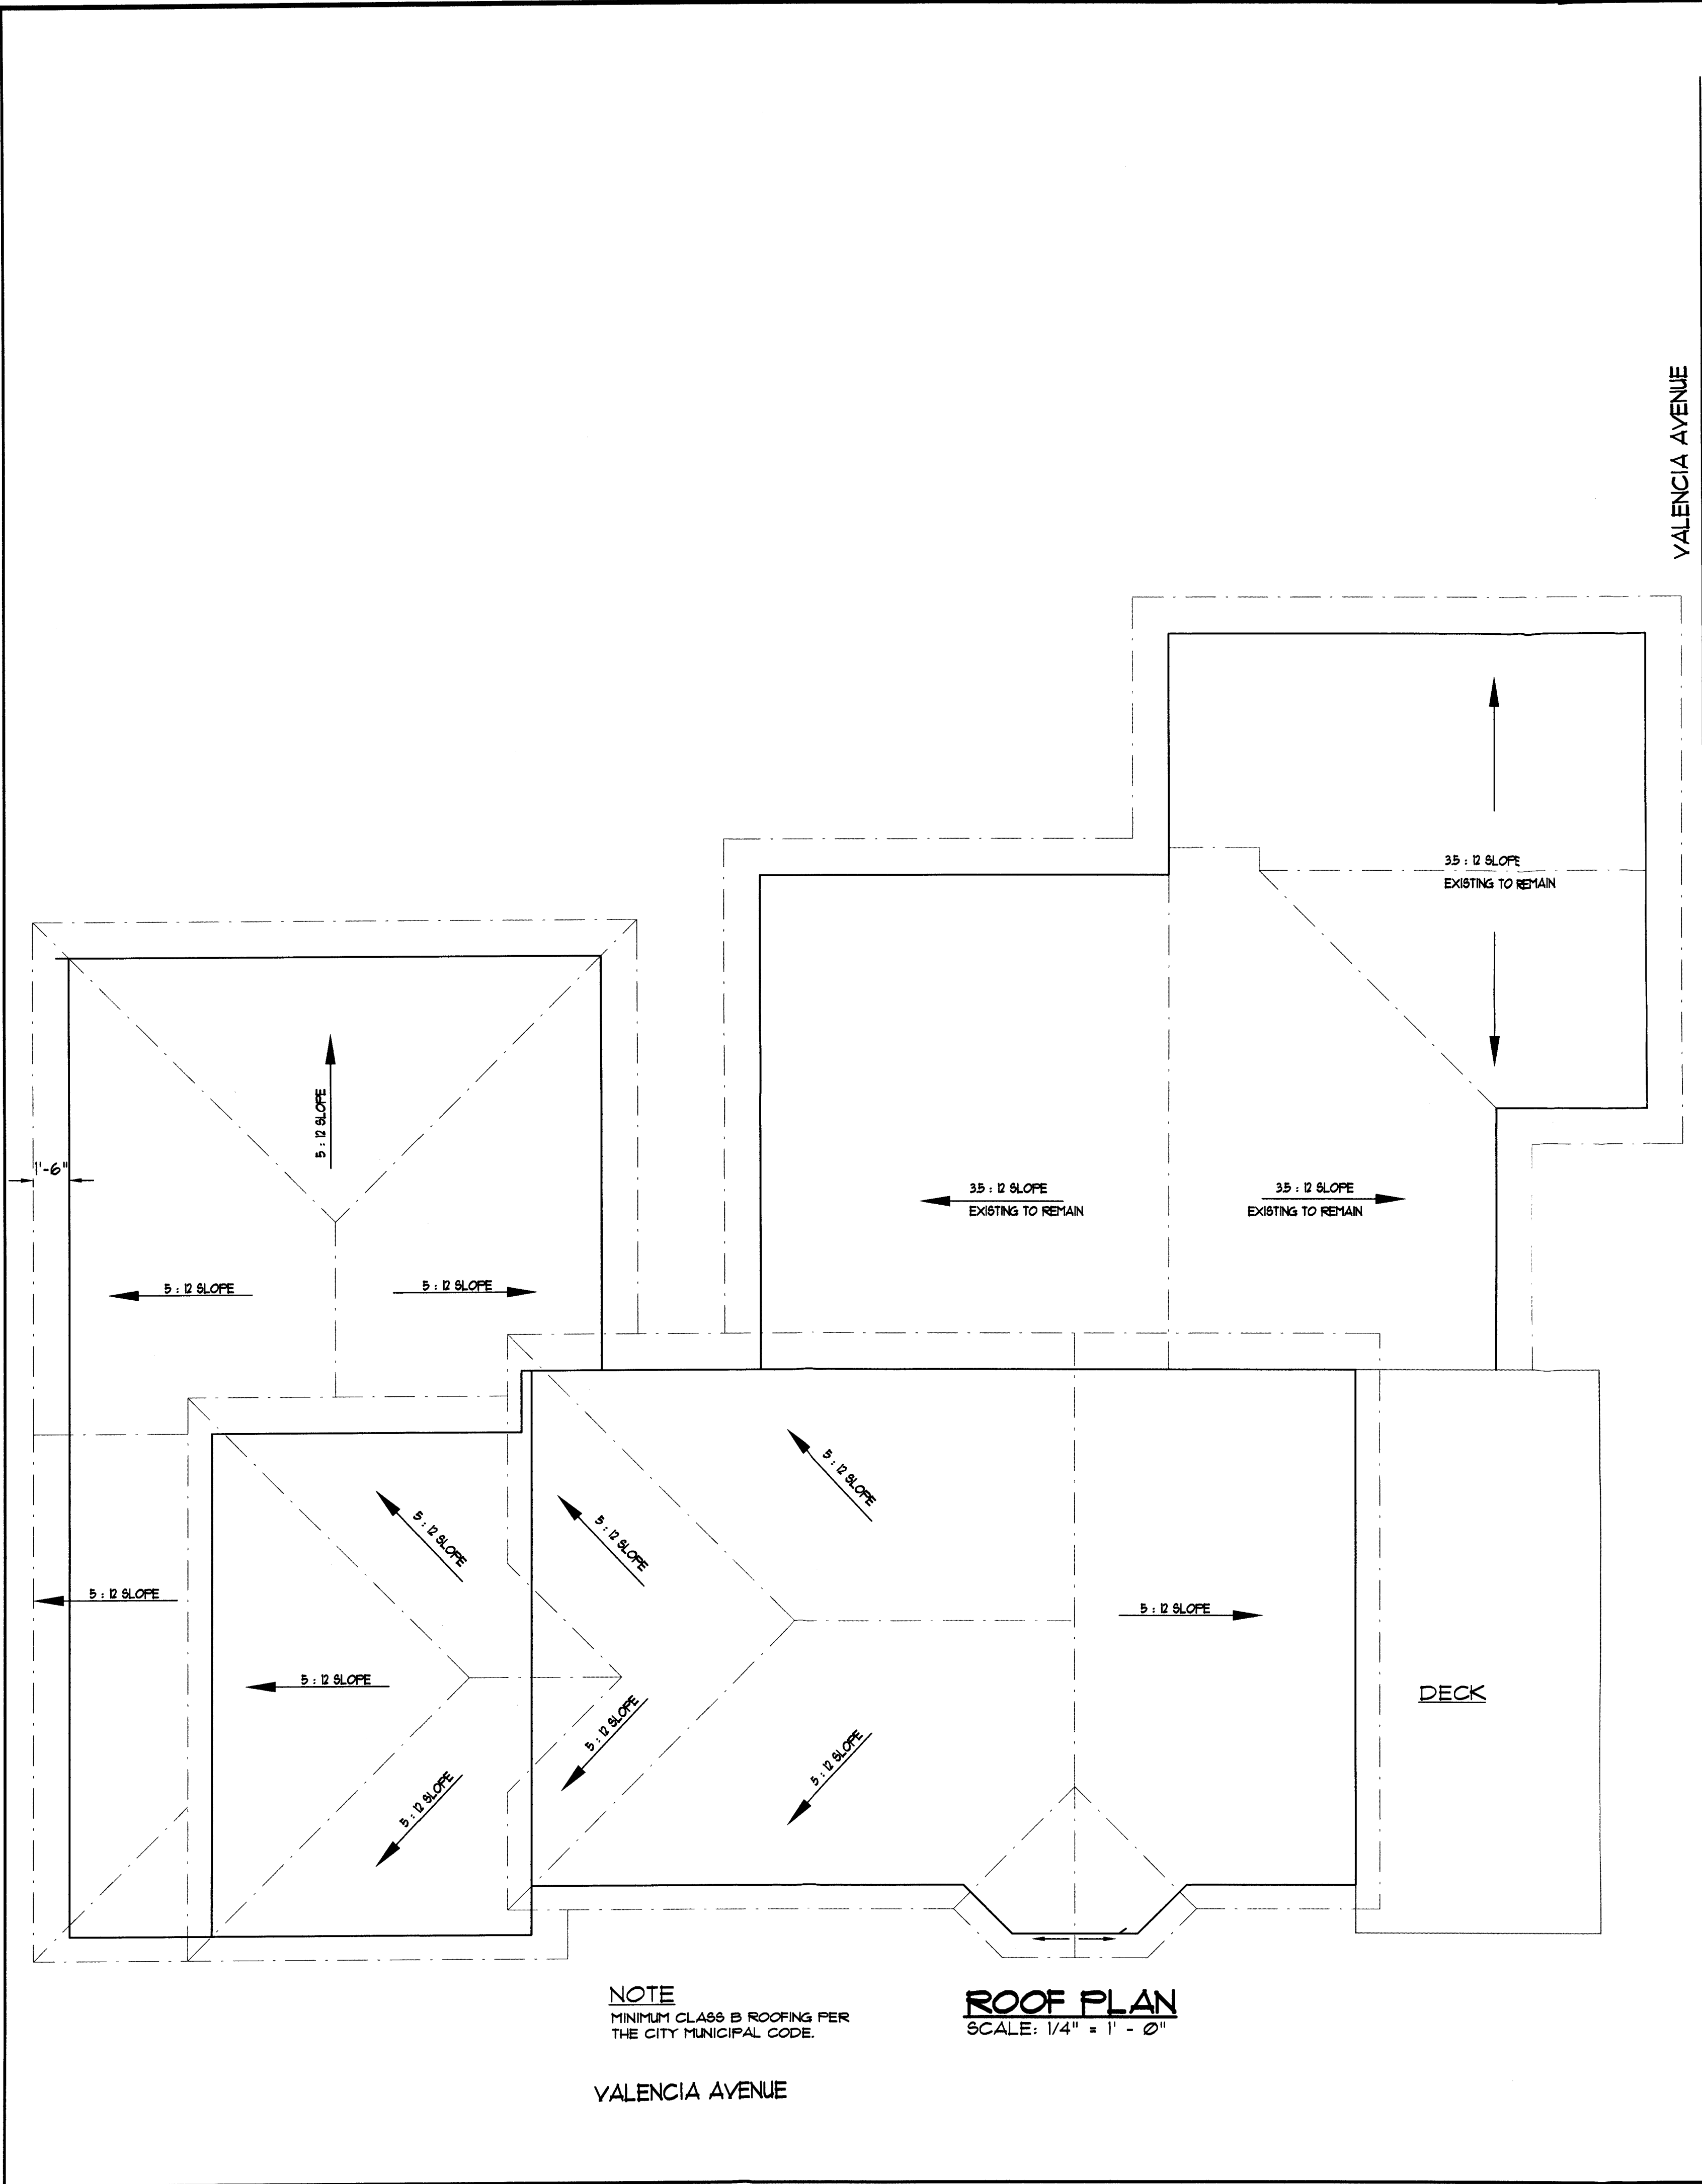 VALENCIA AVENUE
3.5 : 12 SLOPE
EXISTING TO REMAIN
5 : 12 SLOPE
1'-6"
3.5 : 12 SLOPE
EXISTING TO REMAIN
3.5 : 12 SLOPE
EXISTING TO REMAIN
5 : 12 SLOPE
5 : 12 SLOPE
5 : 12 SLOPE
5 : 12 SLOPE
5 : 12 SLOPE
5 : 12 SLOPE
5 : 12 SLOPE
5 : 12 SLOPE
DECK
5 : 12 SLOPE
5 : 12 SLOPE
5 : 12 SLOPE
NOTE
MINIMUM CLASS B ROOFING PER
THE CITY MUNICIPAL CODE.
ROOF PLAN
SCALE: 1/4" = 1' - 0"
VALENCIA AVENUE